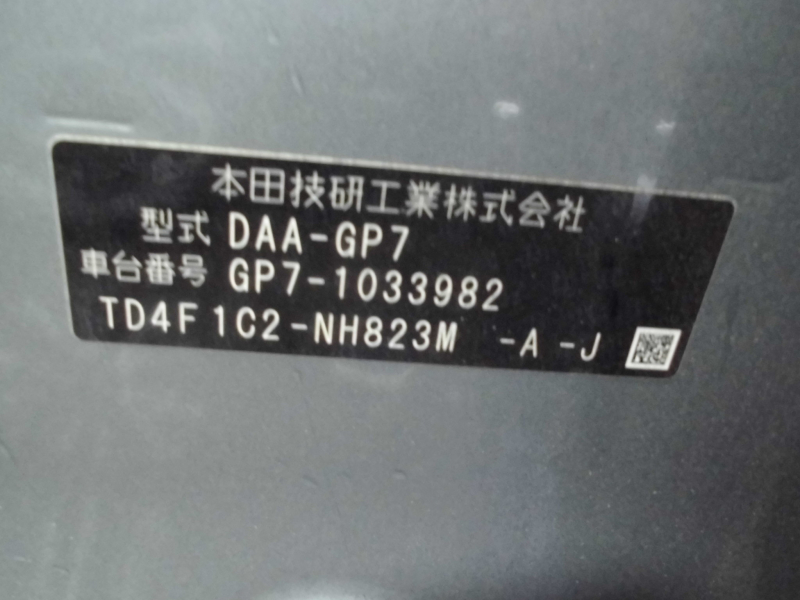 本田技研工業株式会社
型式 DAA-GP7
車台番号 GP7-1033982
TD4F1C2-NH823M -A -J